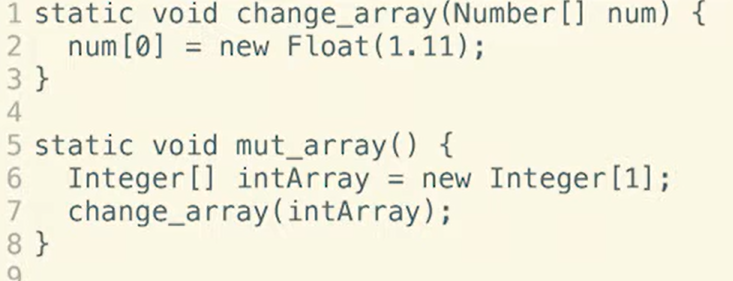 1 static void change_array(Number[] num) {
2   num[0] = new Float(1.11);
3 }
4
5 static void mut_array() {
6   Integer[] intArray = new Integer[1];
7   change_array(intArray);
8 }
9